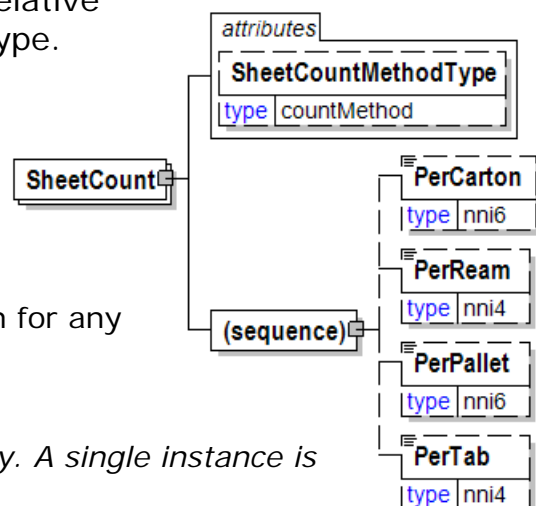 elative
ype.
attributes
SheetCountMethodType
type countMethod
SheetCount
PerCarton
type nni6
PerReam
type nni4
n for any
(sequence)
PerPallet
type nni6
y. A single instance is
PerTab
type nni4